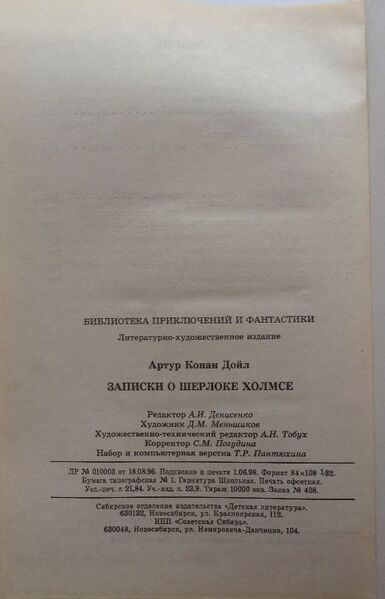 БИБЛИОТЕКА ПРИКЛЮЧЕНИЙ И ФАНТАСТИКИ
Литературно-художественное издание
Артур Конан Дойл
ЗАПИСКИ О ШЕРЛОКЕ ХОЛМСЕ
Редактор А.И. Денисенко
Художник Д.М. Меньшиков
Художественно-технический редактор А.Н. Тобух
Корректор С.М. Погудина
Набор и компьютерная верстка Т.Р. Пантюхина
ЛР № 010003 от 18.08.96. Подписано к печати 1.06.98. Формат 84×108 1/32.
Бумага типографская № 1. Гарнитура Школьная. Печать офсетная.
Усл.-печ. л 21,84. Уч.-изд. л. 23,9. Тираж 10000 экз. Заказ № 408.
Сибирское отделение издательства «Детская литература».
630132, Новосибирск, ул. Красноярская, 112.
ИПП «Советская Сибирь».
630048, Новосибирск, ул. Немировича-Данченко, 104.